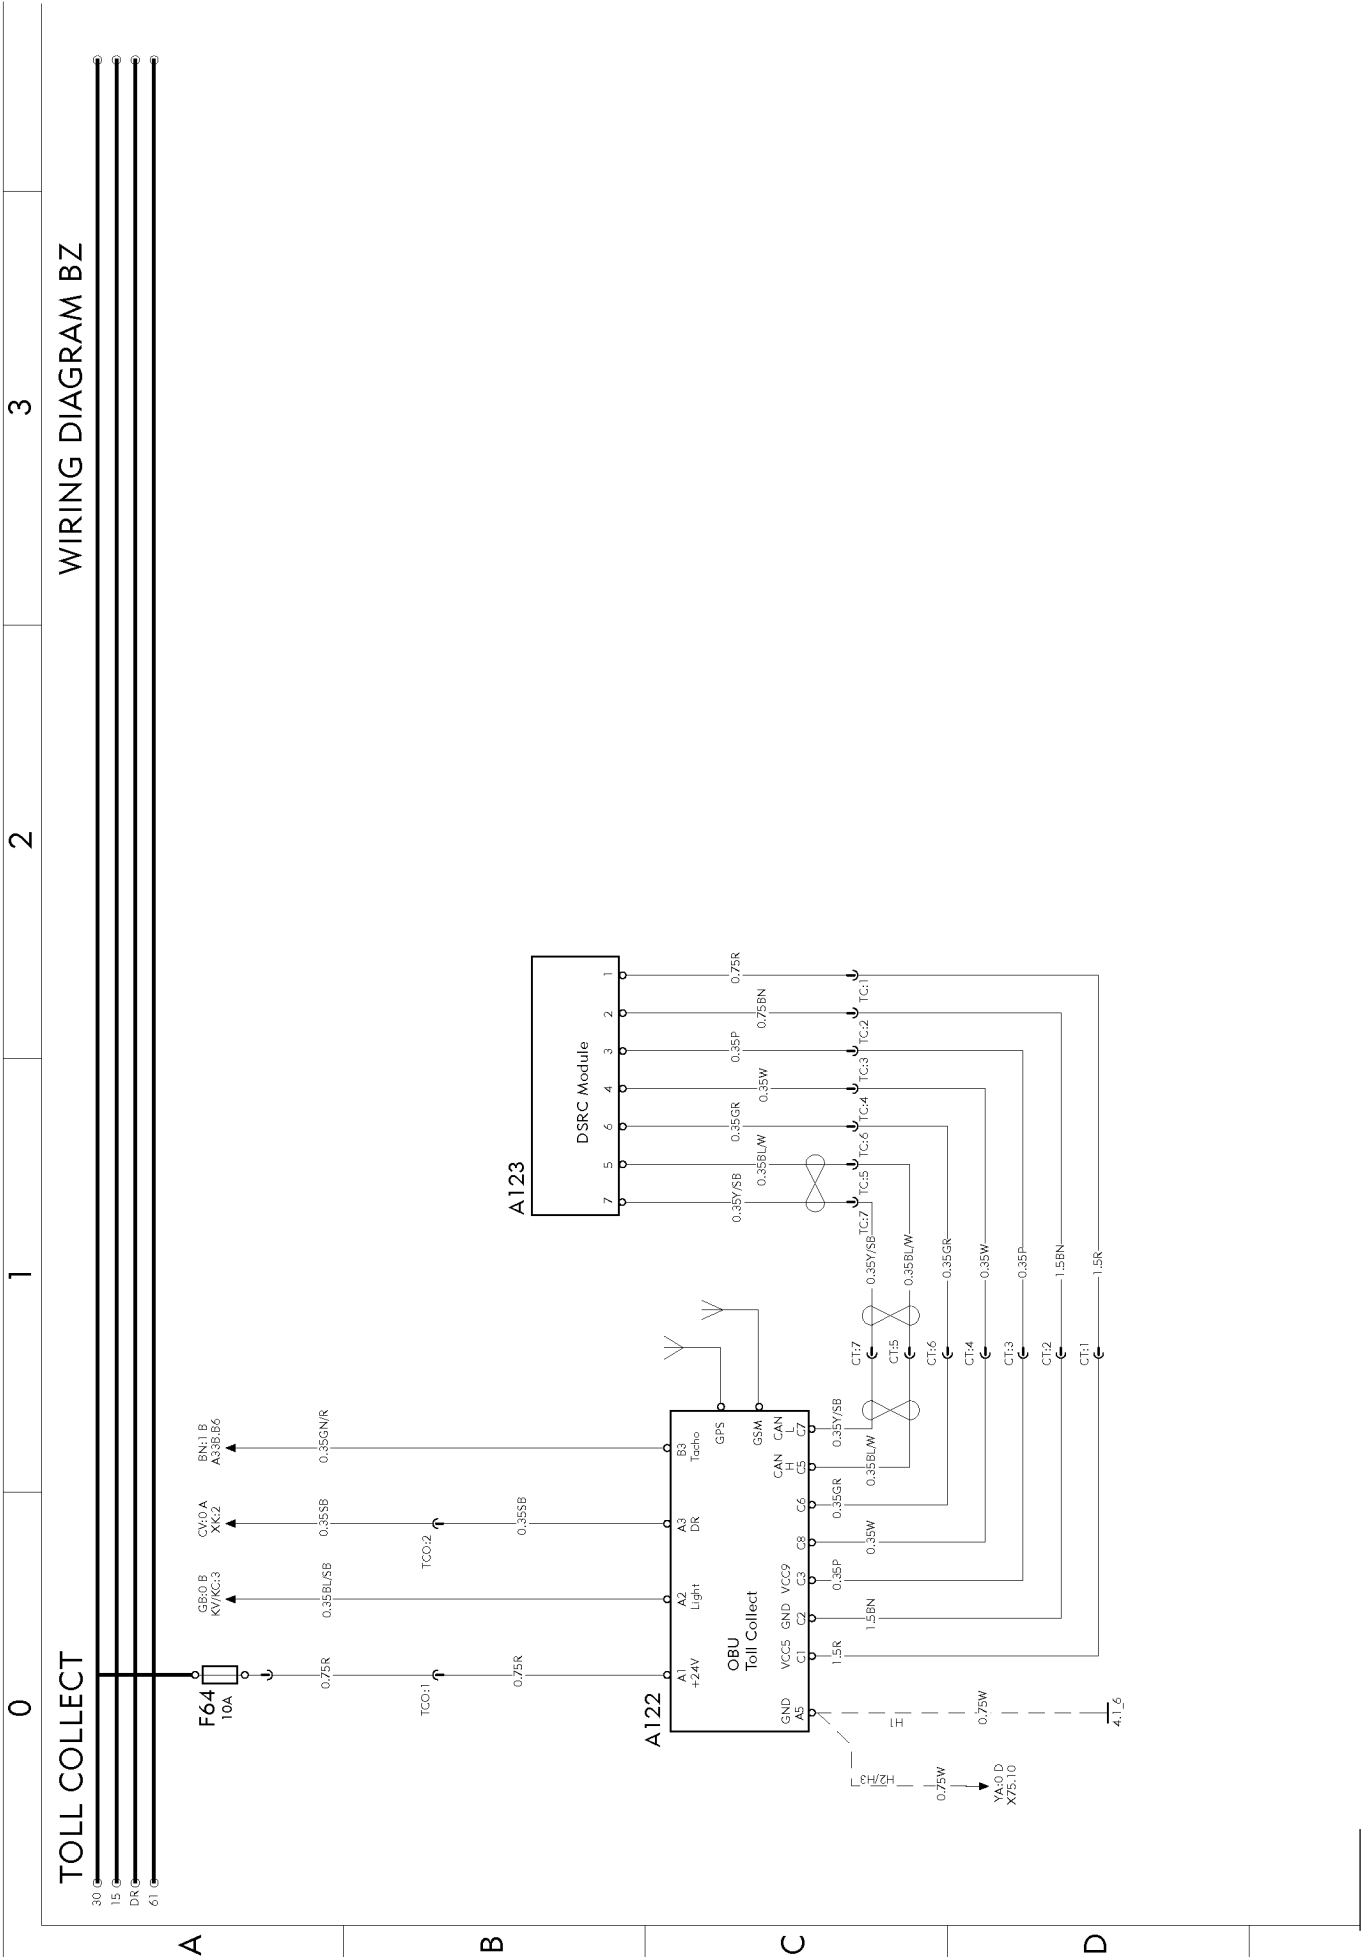 0
1
2
3
TOLL COLLECT
WIRING DIAGRAM BZ
30
15
DR
61
A
B
C
D
F64
10A
GB:0 B
KV/KC:3
CV:0 A
XK:2
BN:1 B
A33B.B6
0.75R
0.35BL/SB
0.35SB
0.35GN/R
TCO:1
TCO:2
0.75R
0.35SB
A123
DSRC Module
7
5
6
4
3
2
1
A122
A1
+24V
A2
Light
A3
DR
B3
Tacho
GPS
GSM
OBU
Toll Collect
GND
A5
VCC5
C1
GND
C2
VCC9
C3
C8
C6
CAN
H
C5
CAN
L
C7
0.35Y/SB
0.35BL/W
0.35GR
0.35W
0.35P
0.75BN
0.75R
1.5R
1.5BN
0.35P
0.35W
0.35GR
0.35BL/W
0.35Y/SB
TC:7
TC:5
TC:6
TC:4
TC:3
TC:2
TC:1
CT:7
0.35Y/SB
CT:5
0.35BL/W
CT:6
0.35GR
CT:4
0.35W
CT:3
0.35P
CT:2
1.5BN
CT:1
1.5R
H2/H3
H1
0.75W
0.75W
YA:0 D
X75.10
4.1_6